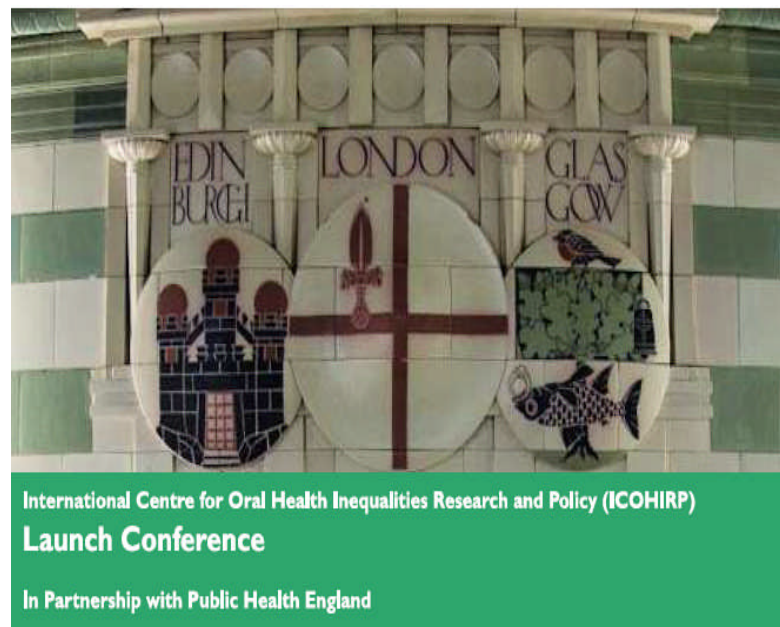 EDIN
BURGH
LONDON
GLAS
GOW
International Centre for Oral Health Inequalities Research and Policy (ICOHIRP)
Launch Conference
In Partnership with Public Health England